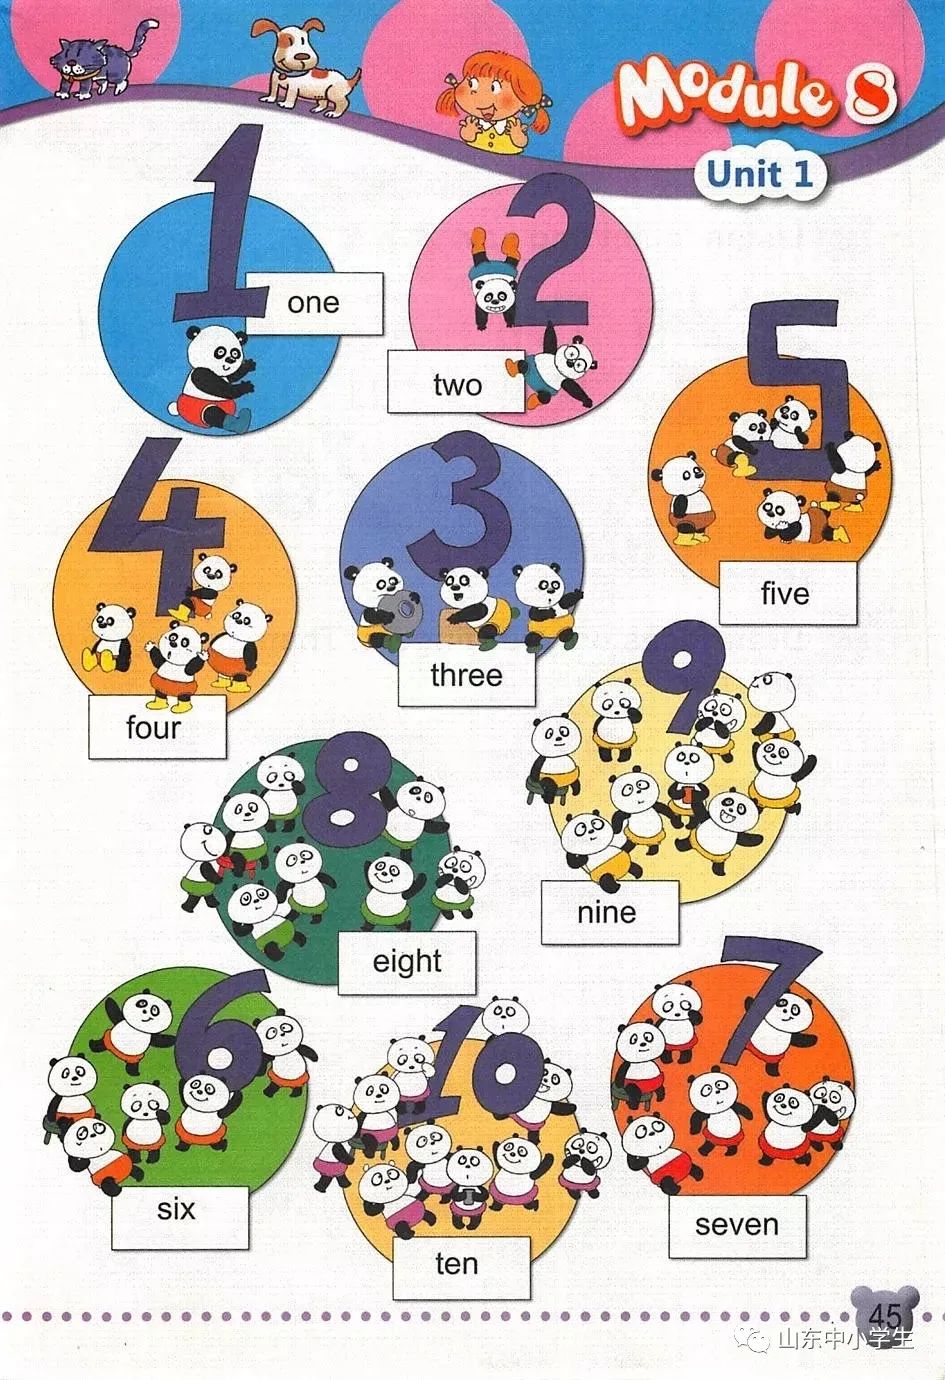 Module 8
Unit 1
1
one
2
two
5
five
4
four
3
three
9
nine
8
eight
6
six
10
ten
7
seven
45
山东中小学生